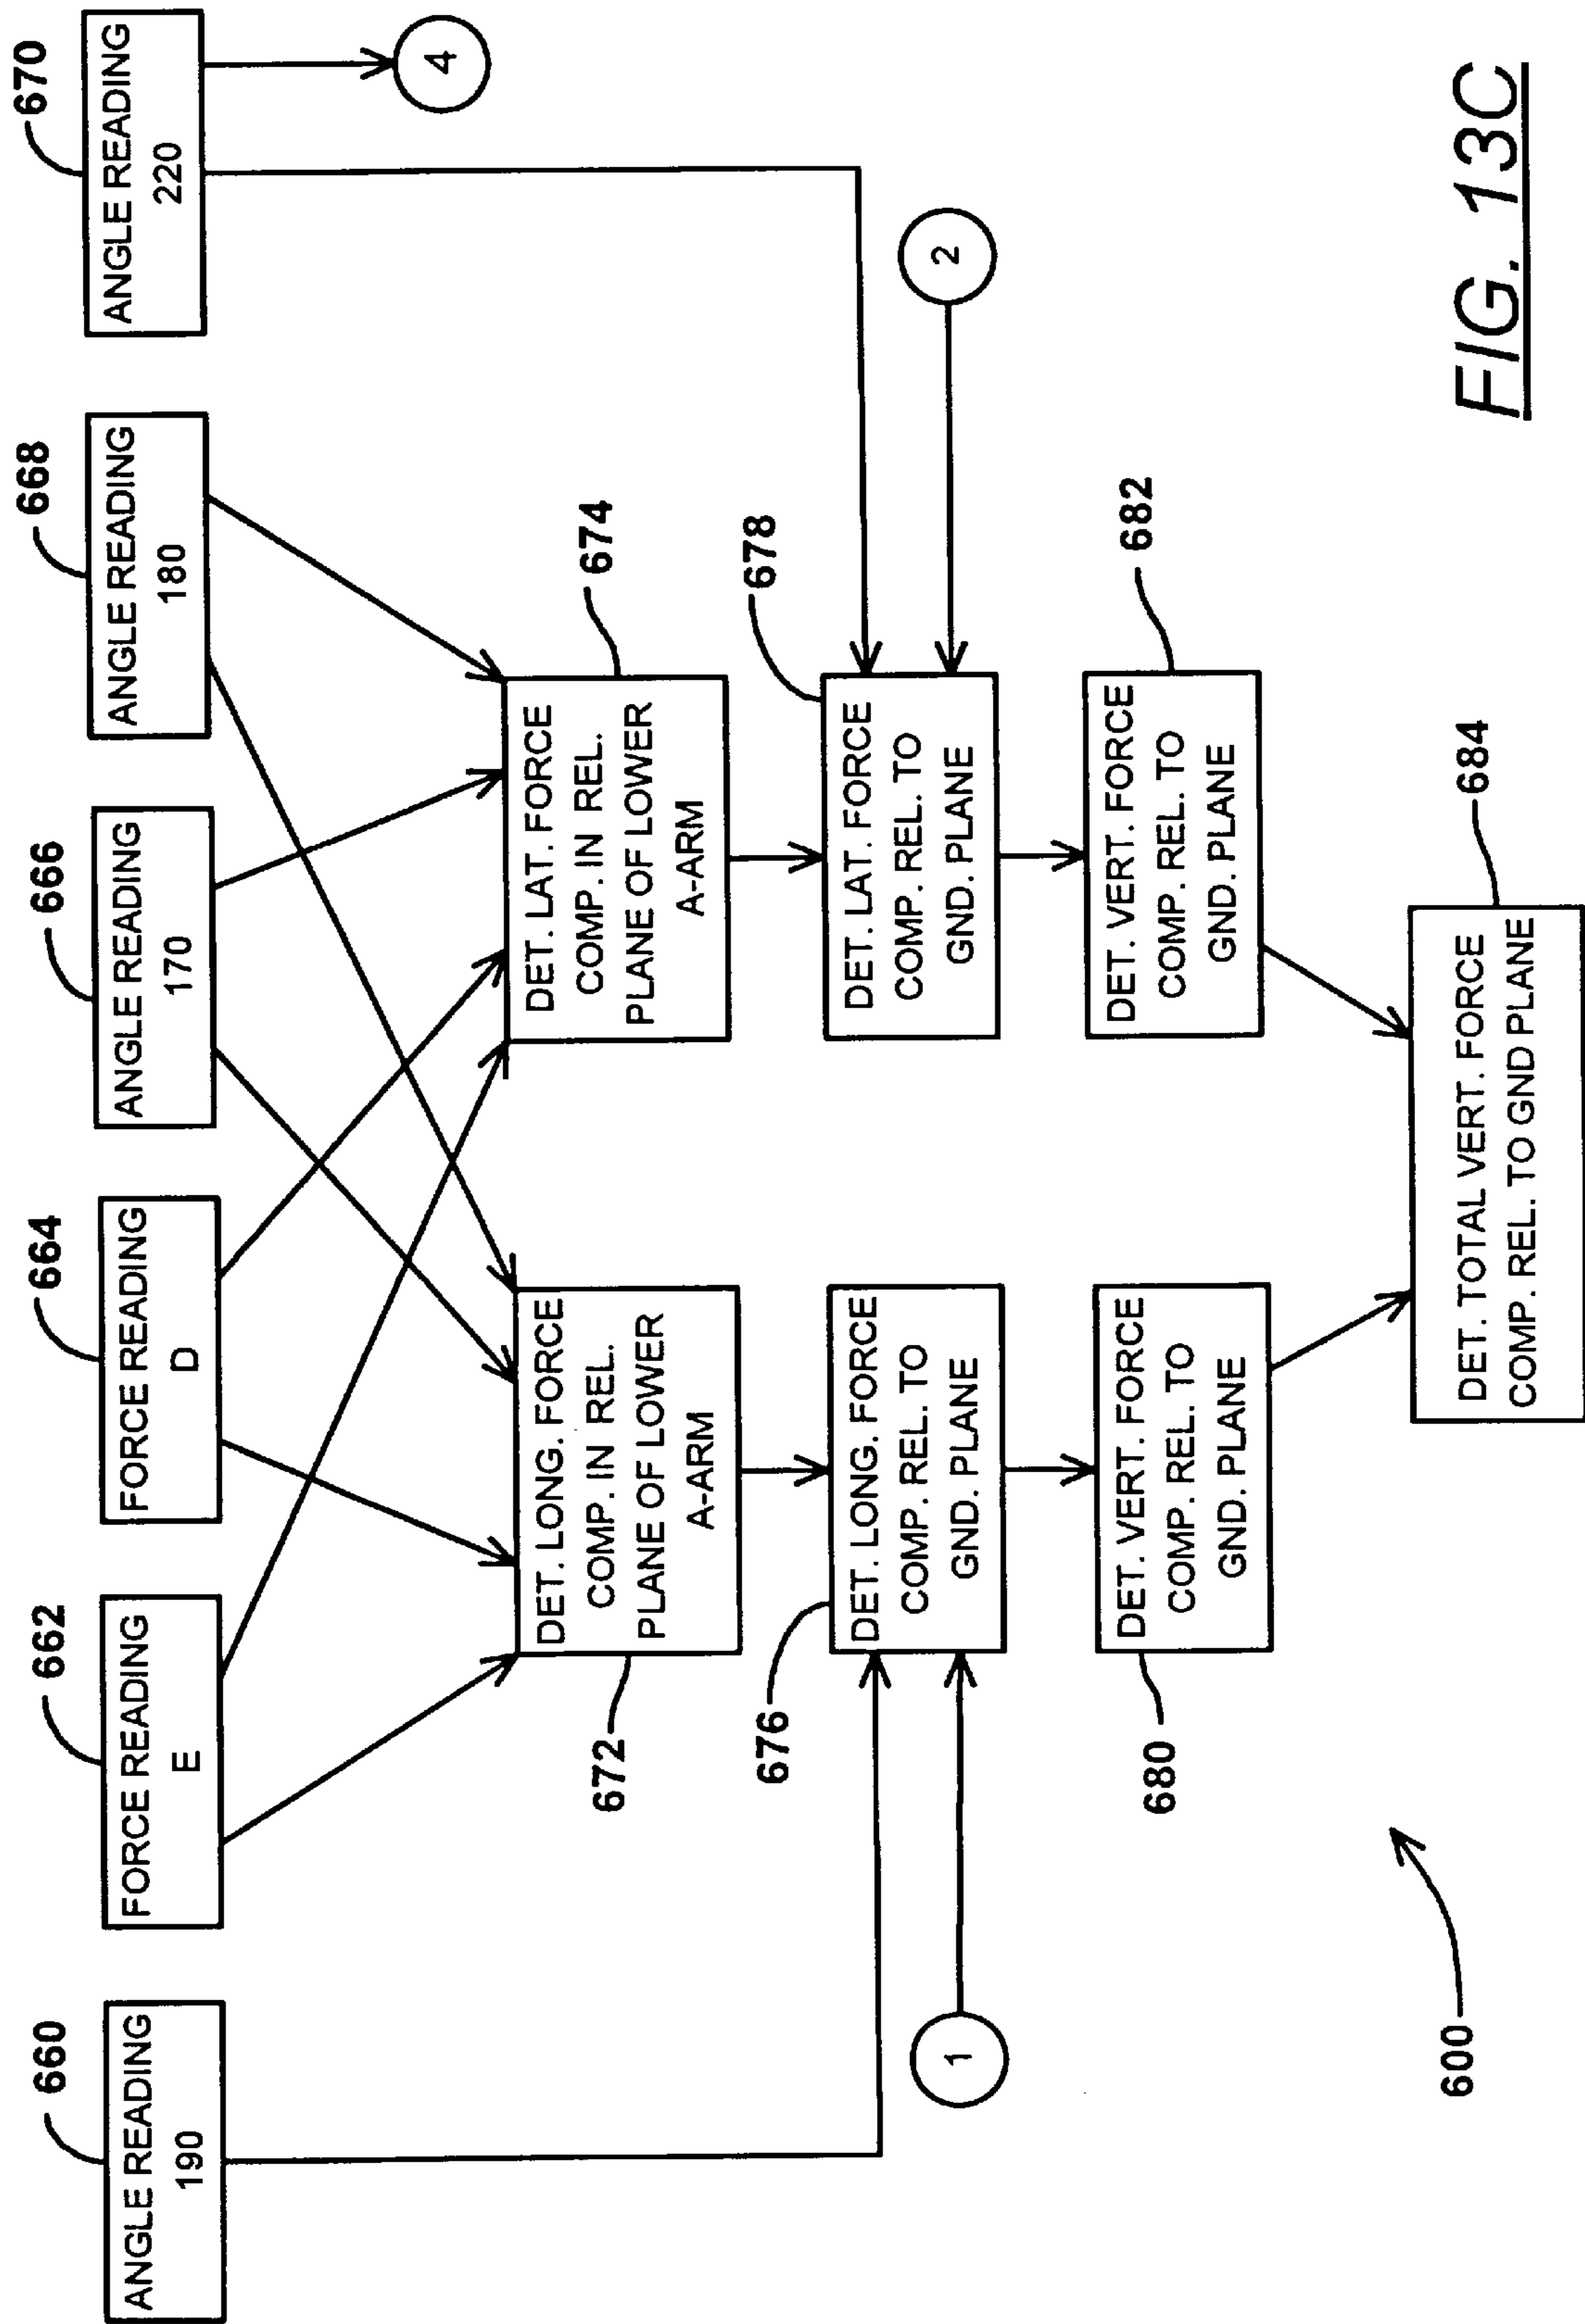 660
ANGLE READING
190
662
FORCE READING
E
664
FORCE READING
D
666
ANGLE READING
170
668
ANGLE READING
180
670
ANGLE READING
220
4
672
DET. LONG. FORCE
COMP. IN REL.
PLANE OF LOWER
A-ARM
674
DET. LAT. FORCE
COMP. IN REL.
PLANE OF LOWER
A-ARM
1
676
DET. LONG. FORCE
COMP. REL. TO
GND. PLANE
678
DET. LAT. FORCE
COMP. REL. TO
GND. PLANE
2
680
DET. VERT. FORCE
COMP. REL. TO
GND. PLANE
682
DET. VERT. FORCE
COMP. REL. TO
GND. PLANE
684
DET. TOTAL VERT. FORCE
COMP. REL. TO GND PLANE
600
FIG. 13C